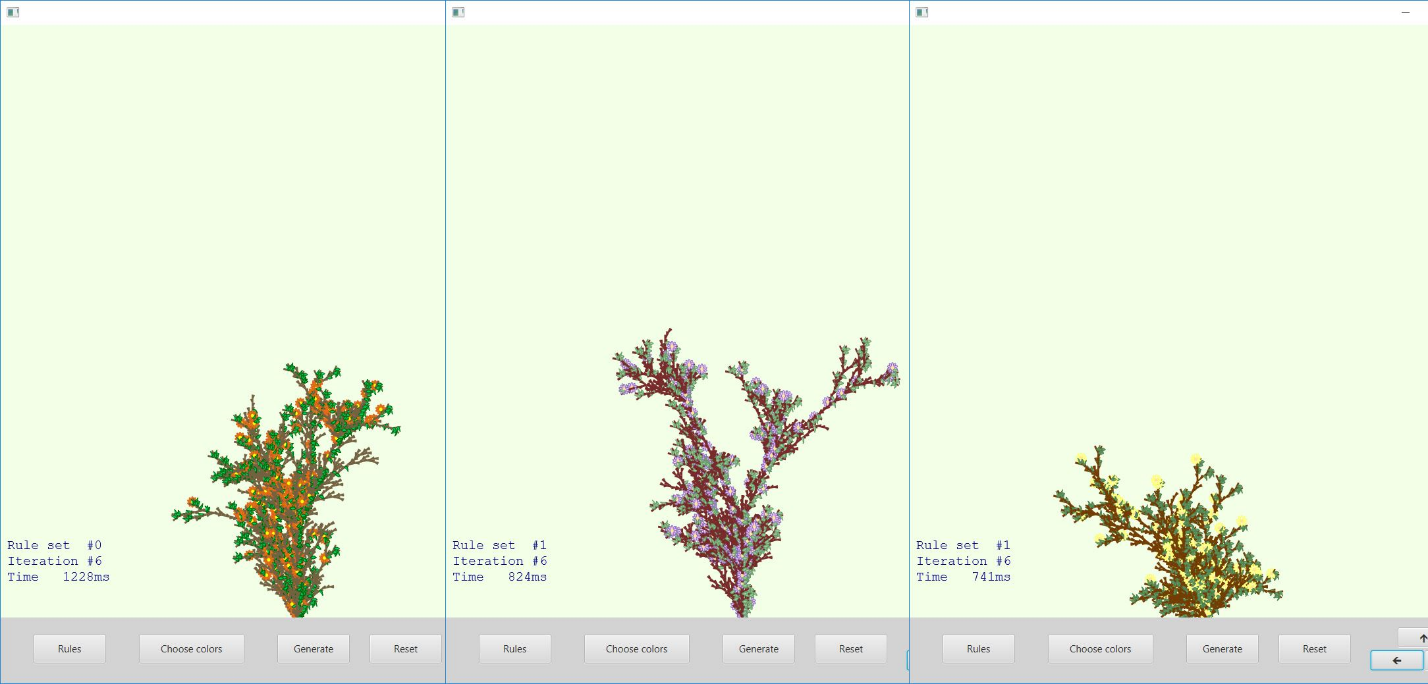 Rule set #0
Iteration #6
Time 1228ms
Rules
Choose colors
Generate
Reset
Rule set #1
Iteration #6
Time 824ms
Rules
Choose colors
Generate
Reset
Rule set #1
Iteration #6
Time 741ms
Rules
Choose colors
Generate
Reset